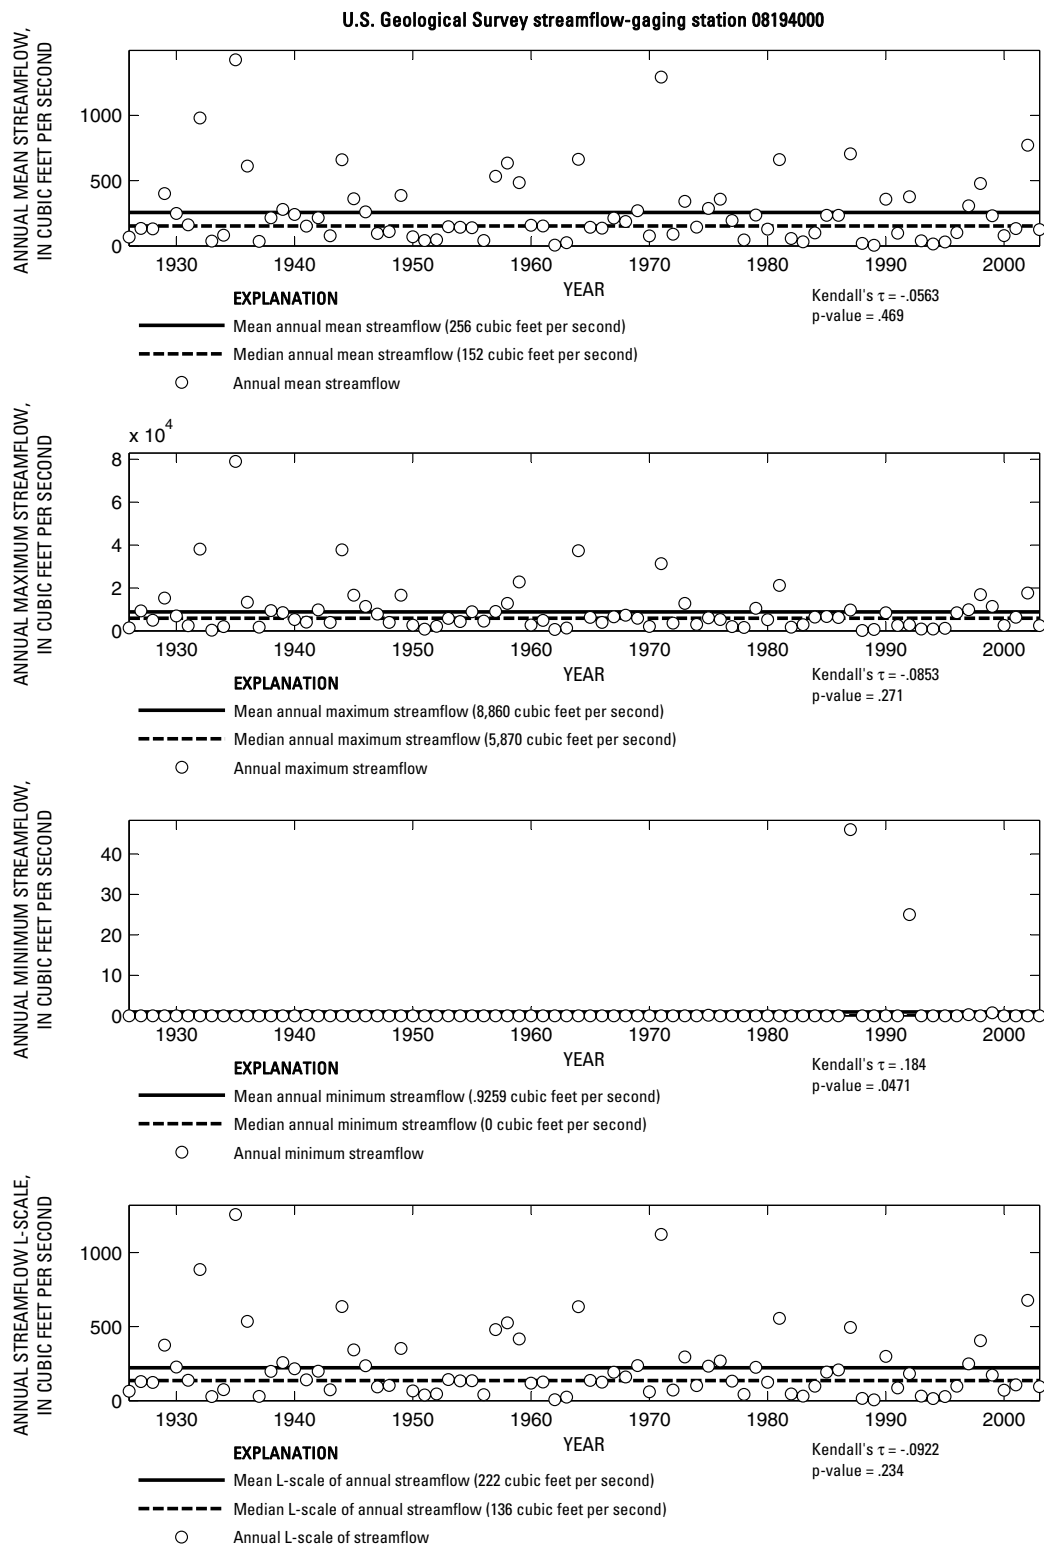 U.S. Geological Survey streamflow-gaging station 08194000
ANNUAL MEAN STREAMFLOW,
IN CUBIC FEET PER SECOND
1000
500
0
1930 1940 1950 1960 1970 1980 1990 2000
YEAR
Kendall's τ = -.0563
p-value = .469
EXPLANATION
Mean annual mean streamflow (256 cubic feet per second)
Median annual mean streamflow (152 cubic feet per second)
Annual mean streamflow
ANNUAL MAXIMUM STREAMFLOW,
IN CUBIC FEET PER SECOND
x 10^4
8
6
4
2
0
1930 1940 1950 1960 1970 1980 1990 2000
YEAR
Kendall's τ = -.0853
p-value = .271
EXPLANATION
Mean annual maximum streamflow (8,860 cubic feet per second)
Median annual maximum streamflow (5,870 cubic feet per second)
Annual maximum streamflow
ANNUAL MINIMUM STREAMFLOW,
IN CUBIC FEET PER SECOND
40
30
20
10
0
1930 1940 1950 1960 1970 1980 1990 2000
YEAR
Kendall's τ = .184
p-value = .0471
EXPLANATION
Mean annual minimum streamflow (.9259 cubic feet per second)
Median annual minimum streamflow (0 cubic feet per second)
Annual minimum streamflow
ANNUAL STREAMFLOW L-SCALE,
IN CUBIC FEET PER SECOND
1000
500
0
1930 1940 1950 1960 1970 1980 1990 2000
YEAR
Kendall's τ = -.0922
p-value = .234
EXPLANATION
Mean L-scale of annual streamflow (222 cubic feet per second)
Median L-scale of annual streamflow (136 cubic feet per second)
Annual L-scale of streamflow